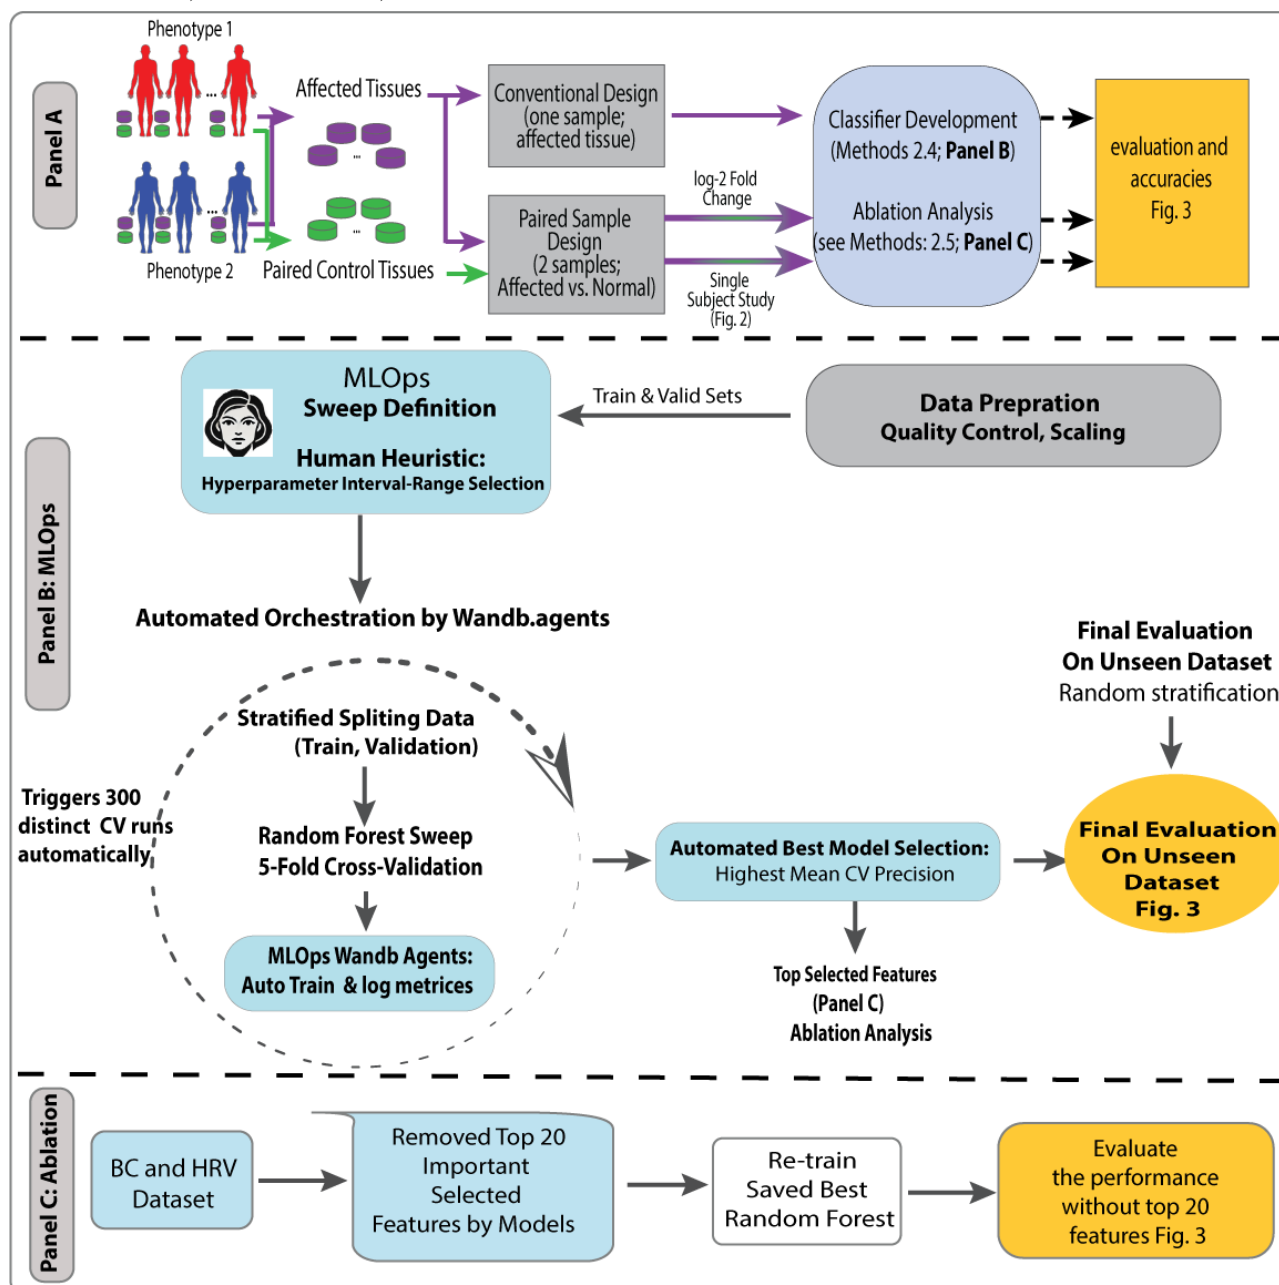 Panel A
Phenotype 1
...
Phenotype 2
...
Affected Tissues
...
...
Paired Control Tissues
Conventional Design
(one sample;
affected tissue)
Paired Sample
Design
(2 samples;
Affected vs. Normal)
log-2 Fold
Change
Single
Subject Study
(Fig. 2)
Classifier Development
(Methods 2.4; Panel B)
Ablation Analysis
(see Methods: 2.5; Panel C)
evaluation and
accuracies
Fig. 3
Panel B: MLOps
MLOps
Sweep Definition
Human Heuristic:
Hyperparameter Interval-Range Selection
Train & Valid Sets
Data Prepration
Quality Control, Scaling
Automated Orchestration by Wandb.agents
Stratified Spliting Data
(Train, Validation)
Triggers 300
distinct CV runs
automatically
Random Forest Sweep
5-Fold Cross-Validation
MLOps Wandb Agents:
Auto Train & log metrices
Automated Best Model Selection:
Highest Mean CV Precision
Top Selected Features
(Panel C)
Ablation Analysis
Final Evaluation
On Unseen Dataset
Random stratification
Final Evaluation
On Unseen
Dataset
Fig. 3
Panel C: Ablation
BC and HRV
Dataset
Removed Top 20
Important
Selected
Features by Models
Re-train
Saved Best
Random Forest
Evaluate
the performance
without top 20
features Fig. 3